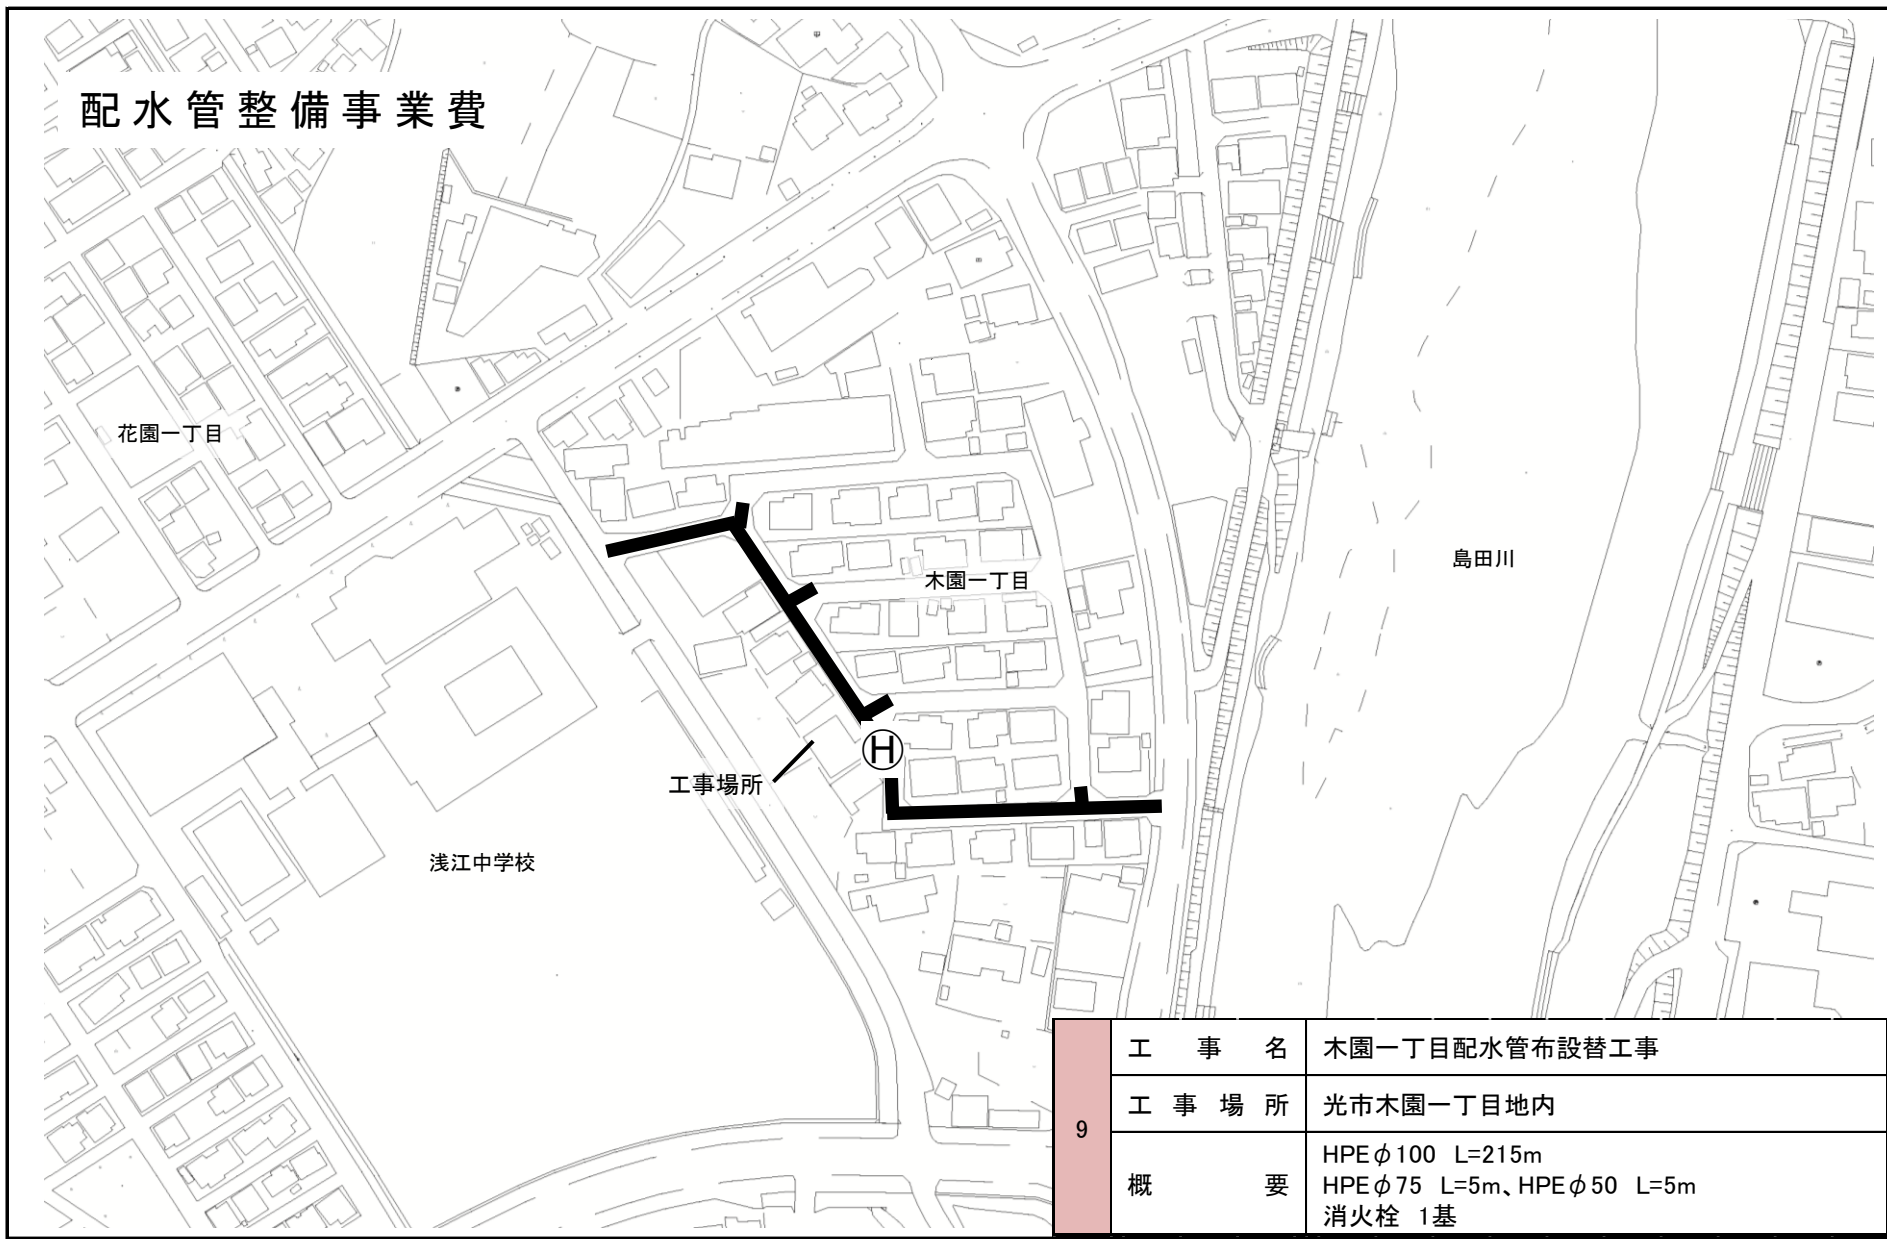 配水管整備事業費
花園一丁目
島田川
木園一丁目
Ⓗ
工事場所
浅江中学校
9
工事名 木園一丁目配水管布設替工事
工事場所 光市木園一丁目地内
概要 HPEφ100 L=215m
HPEφ75 L=5m、HPEφ50 L=5m
消火栓 1基